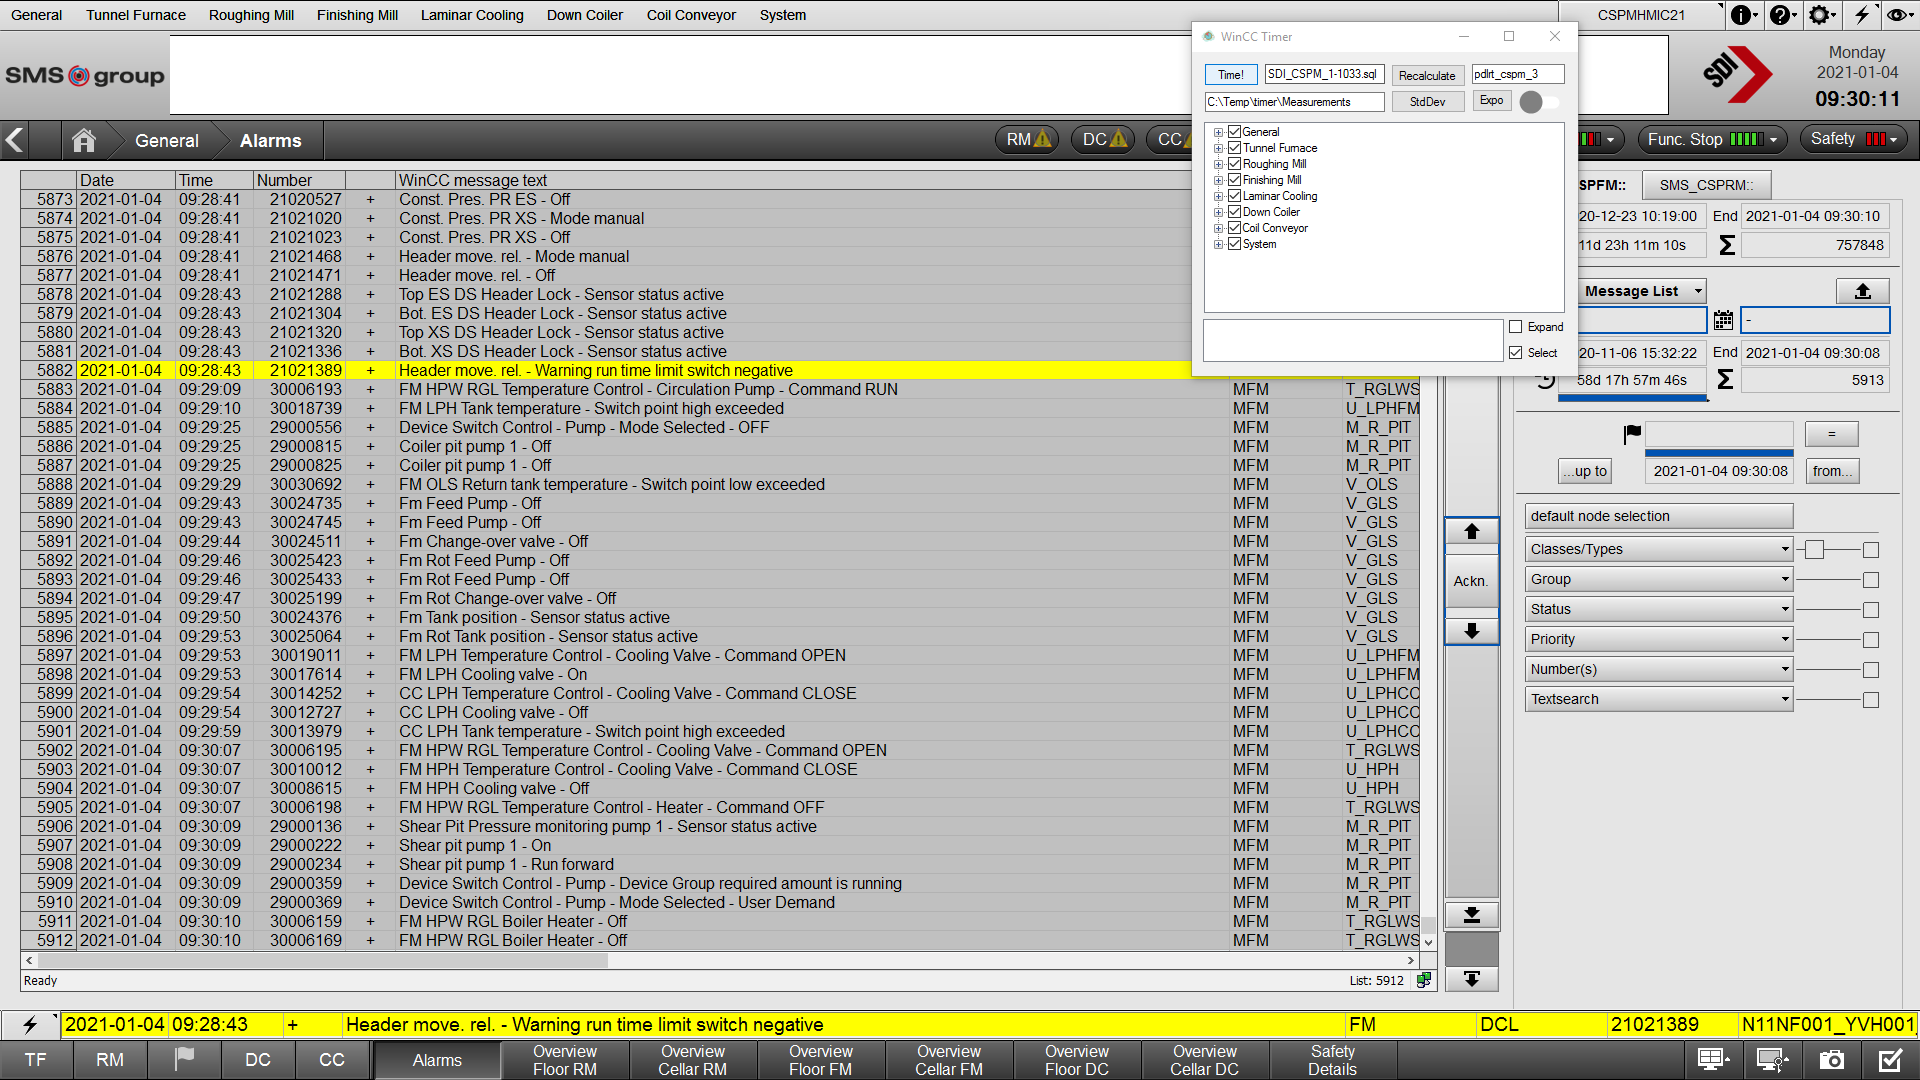 General Tunnel Furnace Roughing Mill Finishing Mill Laminar Cooling Down Coiler Coil Conveyor System CSPMHMIC21
SMS group
SDI
Monday
2021-01-04
09:30:11
WinCC Timer
Time! SDI_CSPM_1-1033.sql Recalculate pdlrt_cspm_3
C:\Temp\timer\Measurements StdDev Expo
General
Tunnel Furnace
Roughing Mill
Finishing Mill
Laminar Cooling
Down Coiler
Coil Conveyor
System
Expand
Select
General Alarms RM DC CC Func. Stop Safety
Date Time Number WinCC message text
5873 2021-01-04 09:28:41 21020527 + Const. Pres. PR ES - Off
5874 2021-01-04 09:28:41 21021020 + Const. Pres. PR XS - Mode manual
5875 2021-01-04 09:28:41 21021023 + Const. Pres. PR XS - Off
5876 2021-01-04 09:28:41 21021468 + Header move. rel. - Mode manual
5877 2021-01-04 09:28:41 21021471 + Header move. rel. - Off
5878 2021-01-04 09:28:43 21021288 + Top ES DS Header Lock - Sensor status active
5879 2021-01-04 09:28:43 21021304 + Bot. ES DS Header Lock - Sensor status active
5880 2021-01-04 09:28:43 21021320 + Top XS DS Header Lock - Sensor status active
5881 2021-01-04 09:28:43 21021336 + Bot. XS DS Header Lock - Sensor status active
5882 2021-01-04 09:28:43 21021389 + Header move. rel. - Warning run time limit switch negative
5883 2021-01-04 09:29:09 30006193 + FM HPW RGL Temperature Control - Circulation Pump - Command RUN MFM T_RGLWS
5884 2021-01-04 09:29:10 30018739 + FM LPH Tank temperature - Switch point high exceeded MFM U_LPHFM
5885 2021-01-04 09:29:25 29000556 + Device Switch Control - Pump - Mode Selected - OFF MFM M_R_PIT
5886 2021-01-04 09:29:25 29000815 + Coiler pit pump 1 - Off MFM M_R_PIT
5887 2021-01-04 09:29:25 29000825 + Coiler pit pump 1 - Off MFM M_R_PIT
5888 2021-01-04 09:29:29 30030692 + FM OLS Return tank temperature - Switch point low exceeded MFM V_OLS
5889 2021-01-04 09:29:43 30024735 + Fm Feed Pump - Off MFM V_GLS
5890 2021-01-04 09:29:43 30024745 + Fm Feed Pump - Off MFM V_GLS
5891 2021-01-04 09:29:44 30024511 + Fm Change-over valve - Off MFM V_GLS
5892 2021-01-04 09:29:46 30025423 + Fm Rot Feed Pump - Off MFM V_GLS
5893 2021-01-04 09:29:46 30025433 + Fm Rot Feed Pump - Off MFM V_GLS
5894 2021-01-04 09:29:47 30025199 + Fm Rot Change-over valve - Off MFM V_GLS
5895 2021-01-04 09:29:50 30024376 + Fm Tank position - Sensor status active MFM V_GLS
5896 2021-01-04 09:29:53 30025064 + Fm Rot Tank position - Sensor status active MFM V_GLS
5897 2021-01-04 09:29:53 30019011 + FM LPH Temperature Control - Cooling Valve - Command OPEN MFM U_LPHFM
5898 2021-01-04 09:29:53 30017614 + FM LPH Cooling valve - On MFM U_LPHFM
5899 2021-01-04 09:29:54 30014252 + CC LPH Temperature Control - Cooling Valve - Command CLOSE MFM U_LPHCC
5900 2021-01-04 09:29:54 30012727 + CC LPH Cooling valve - Off MFM U_LPHCC
5901 2021-01-04 09:29:59 30013979 + CC LPH Tank temperature - Switch point high exceeded MFM U_LPHCC
5902 2021-01-04 09:30:07 30006195 + FM HPW RGL Temperature Control - Cooling Valve - Command OPEN MFM T_RGLWS
5903 2021-01-04 09:30:07 30010012 + FM HPH Temperature Control - Cooling Valve - Command CLOSE MFM U_HPH
5904 2021-01-04 09:30:07 30008615 + FM HPH Cooling valve - Off MFM U_HPH
5905 2021-01-04 09:30:07 30006198 + FM HPW RGL Temperature Control - Heater - Command OFF MFM T_RGLWS
5906 2021-01-04 09:30:09 29000136 + Shear Pit Pressure monitoring pump 1 - Sensor status active MFM M_R_PIT
5907 2021-01-04 09:30:09 29000222 + Shear pit pump 1 - On MFM M_R_PIT
5908 2021-01-04 09:30:09 29000234 + Shear pit pump 1 - Run forward MFM M_R_PIT
5909 2021-01-04 09:30:09 29000359 + Device Switch Control - Pump - Device Group required amount is running MFM M_R_PIT
5910 2021-01-04 09:30:09 29000369 + Device Switch Control - Pump - Mode Selected - User Demand MFM M_R_PIT
5911 2021-01-04 09:30:10 30006159 + FM HPW RGL Boiler Heater - Off MFM T_RGLWS
5912 2021-01-04 09:30:10 30006169 + FM HPW RGL Boiler Heater - Off MFM T_RGLWS
Ready List: 5912
Ackn.
SPFM:: SMS_CSPRM::
20-12-23 10:19:00 End 2021-01-04 09:30:10
11d 23h 11m 10s Σ 757848
Message List
-
20-11-06 15:32:22 End 2021-01-04 09:30:08
58d 17h 57m 46s Σ 5913
=
...up to 2021-01-04 09:30:08 from...
default node selection
Classes/Types
Group
Status
Priority
Number(s)
Textsearch
2021-01-04 09:28:43 + Header move. rel. - Warning run time limit switch negative FM DCL 21021389 N11NF001_YVH001_
TF RM DC CC Alarms Overview Floor RM Overview Cellar RM Overview Floor FM Overview Cellar FM Overview Floor DC Overview Cellar DC Safety Details